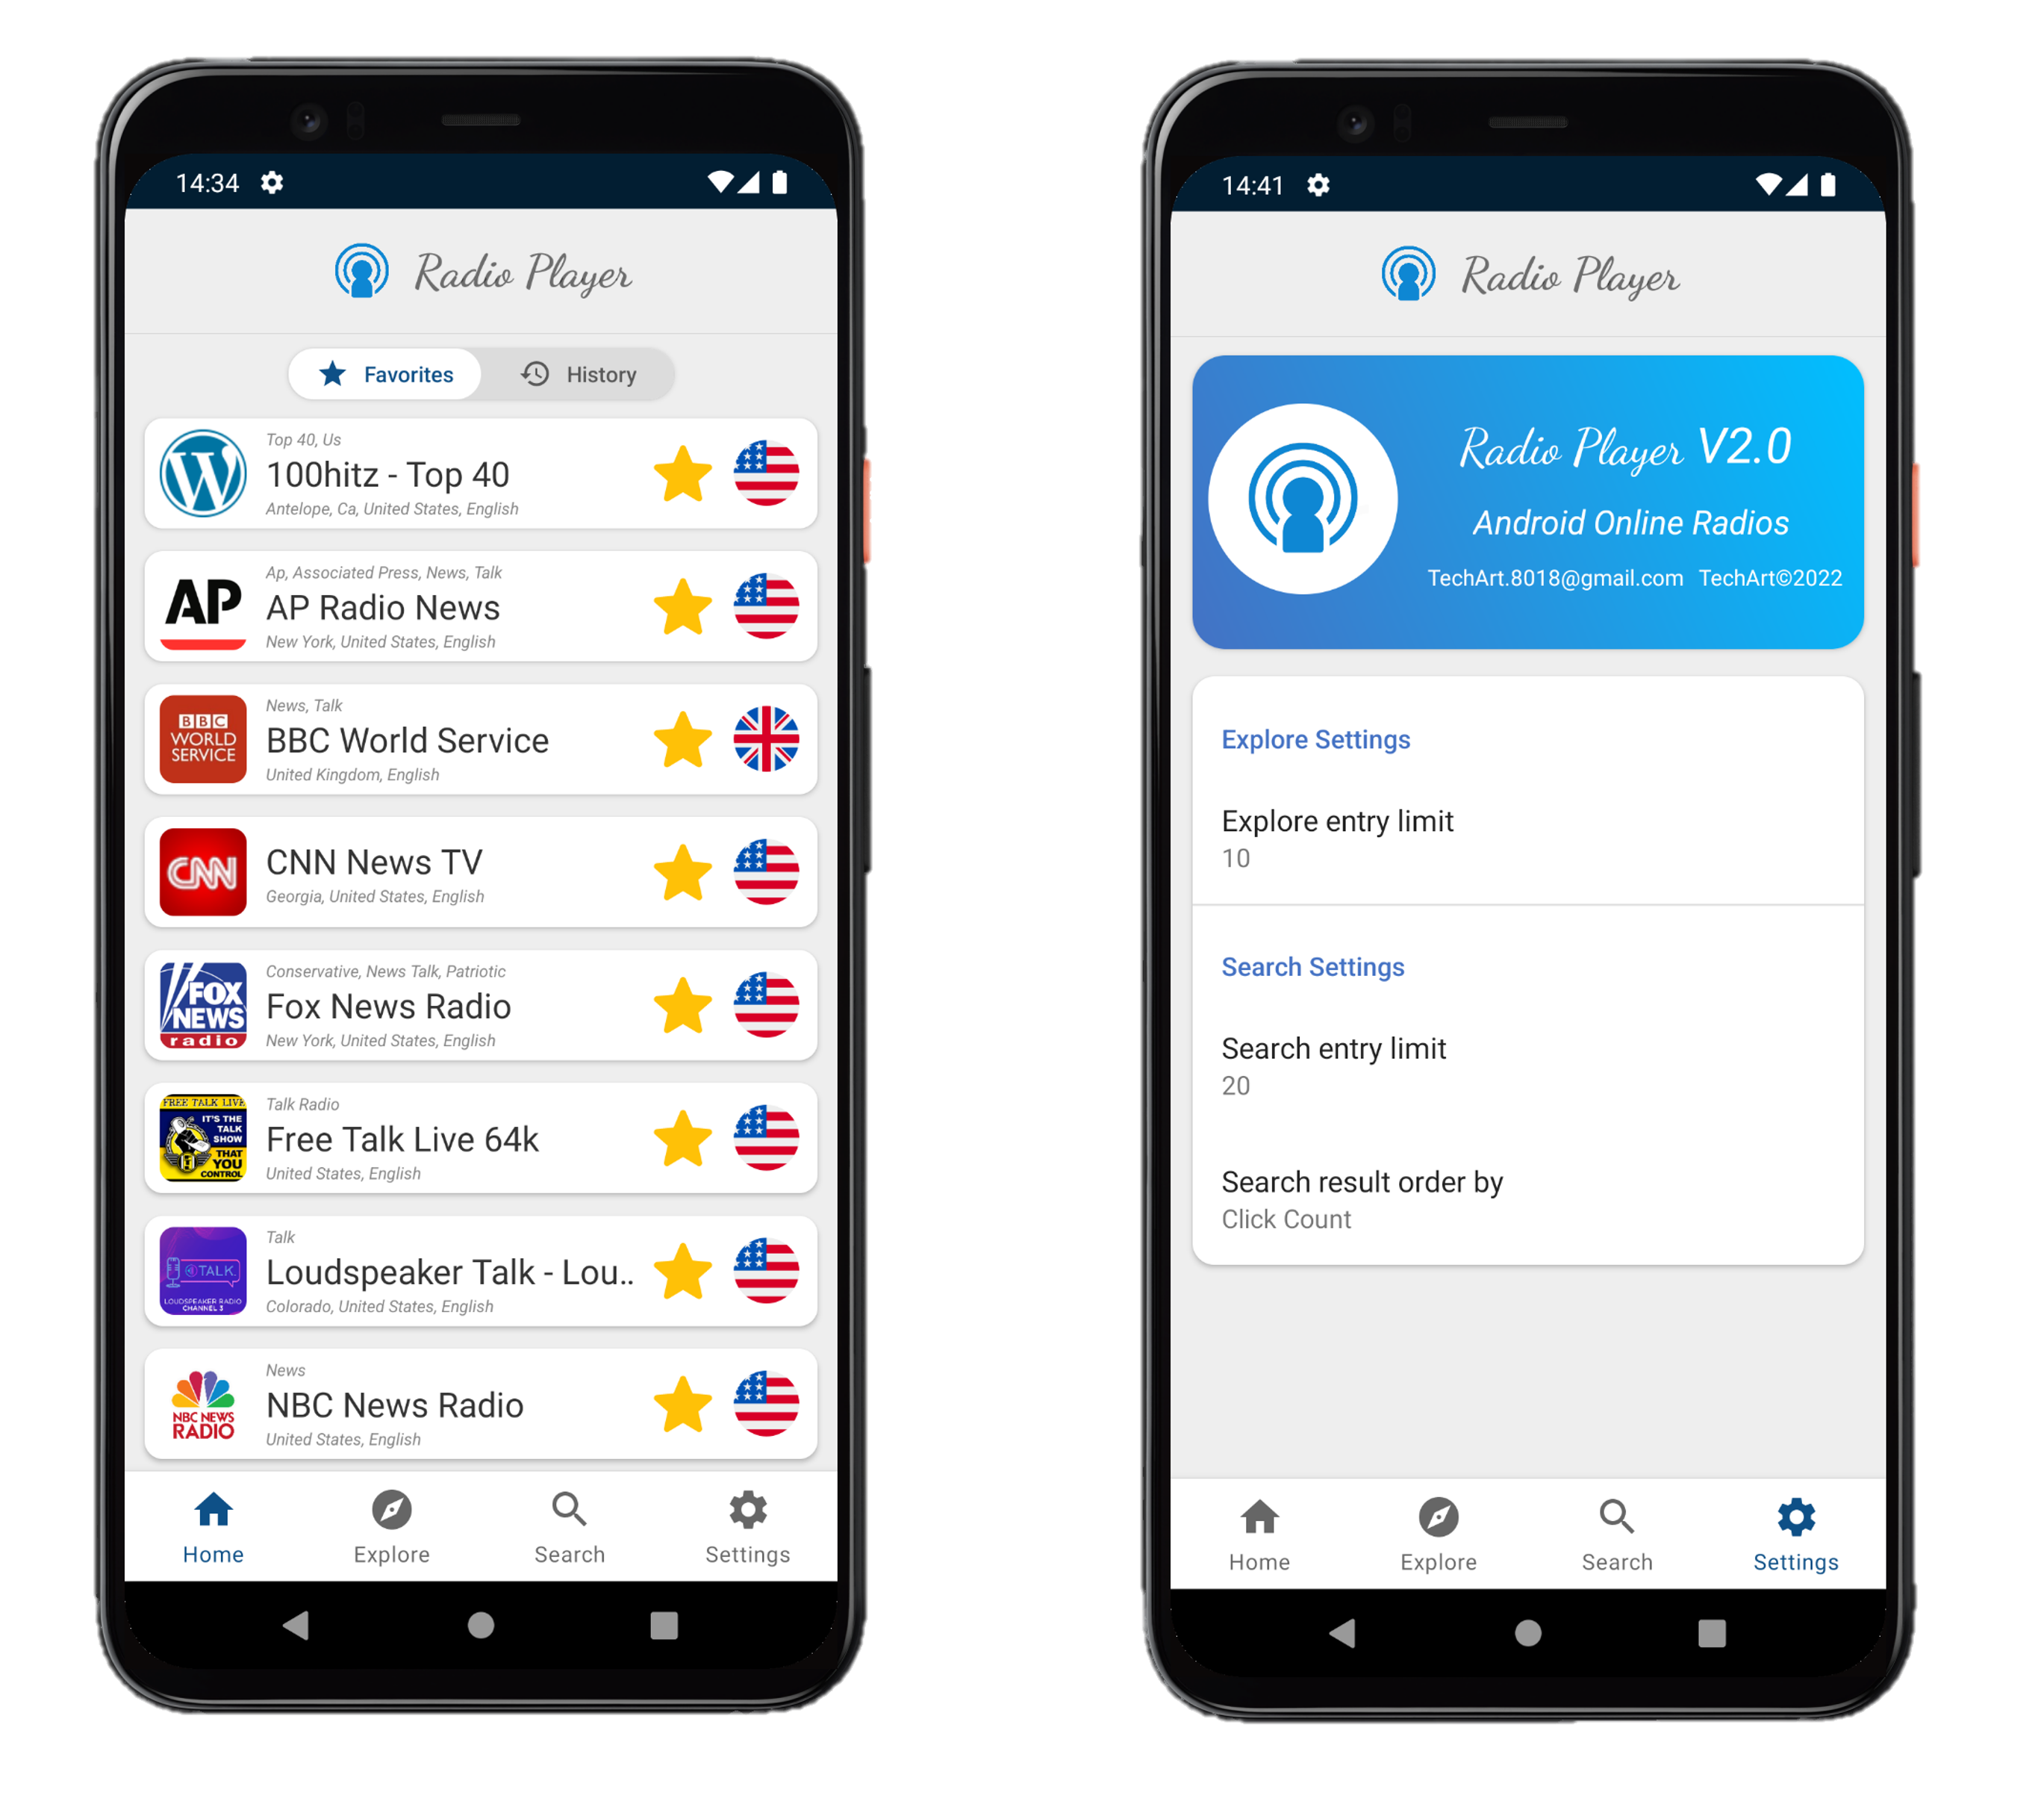 14:34
Radio Player
Favorites
History
Top 40, Us
100hitz - Top 40
Antelope, Ca, United States, English
AP
Ap, Associated Press, News, Talk
AP Radio News
New York, United States, English
BBC
WORLD
SERVICE
News, Talk
BBC World Service
United Kingdom, English
CNN
CNN News TV
Georgia, United States, English
FOX
NEWS
radio
Conservative, News Talk, Patriotic
Fox News Radio
New York, United States, English
FREE TALK LIVE
IT'S THE
TALK
SHOW
THAT
YOU
CONTROL
Talk Radio
Free Talk Live 64k
United States, English
TALK.
LOUDSPEAKER RADIO
CHANNEL 3
Talk
Loudspeaker Talk - Lou..
Colorado, United States, English
NBC NEWS
RADIO
News
NBC News Radio
United States, English
Home
Explore
Search
Settings
14:41
Radio Player
Radio Player V2.0
Android Online Radios
TechArt.8018@gmail.com TechArt©2022
Explore Settings
Explore entry limit
10
Search Settings
Search entry limit
20
Search result order by
Click Count
Home
Explore
Search
Settings